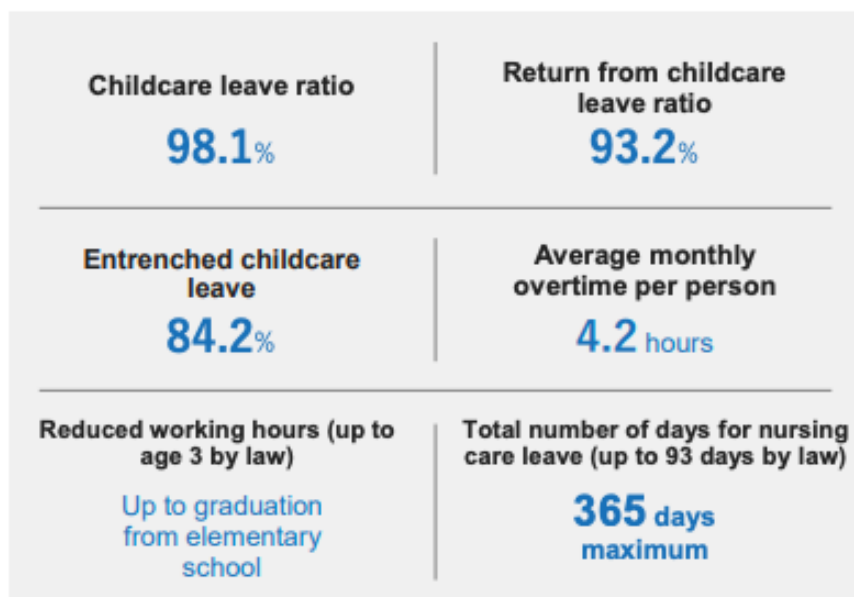 Childcare leave ratio
98.1%
Return from childcare
leave ratio
93.2%
Entrenched childcare
leave
84.2%
Average monthly
overtime per person
4.2 hours
Reduced working hours (up to
age 3 by law)
Up to graduation
from elementary
school
Total number of days for nursing
care leave (up to 93 days by law)
365 days
maximum